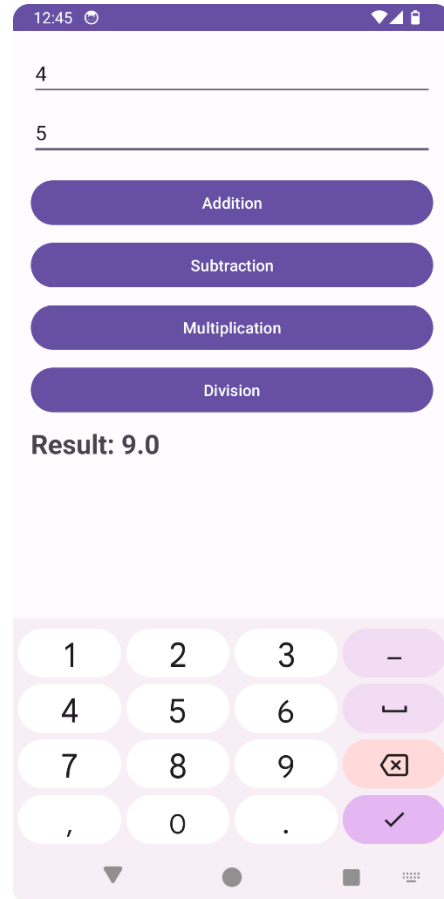 12:45
4
5
Addition
Subtraction
Multiplication
Division
Result: 9.0
1 2 3 –
4 5 6
7 8 9
, 0 .